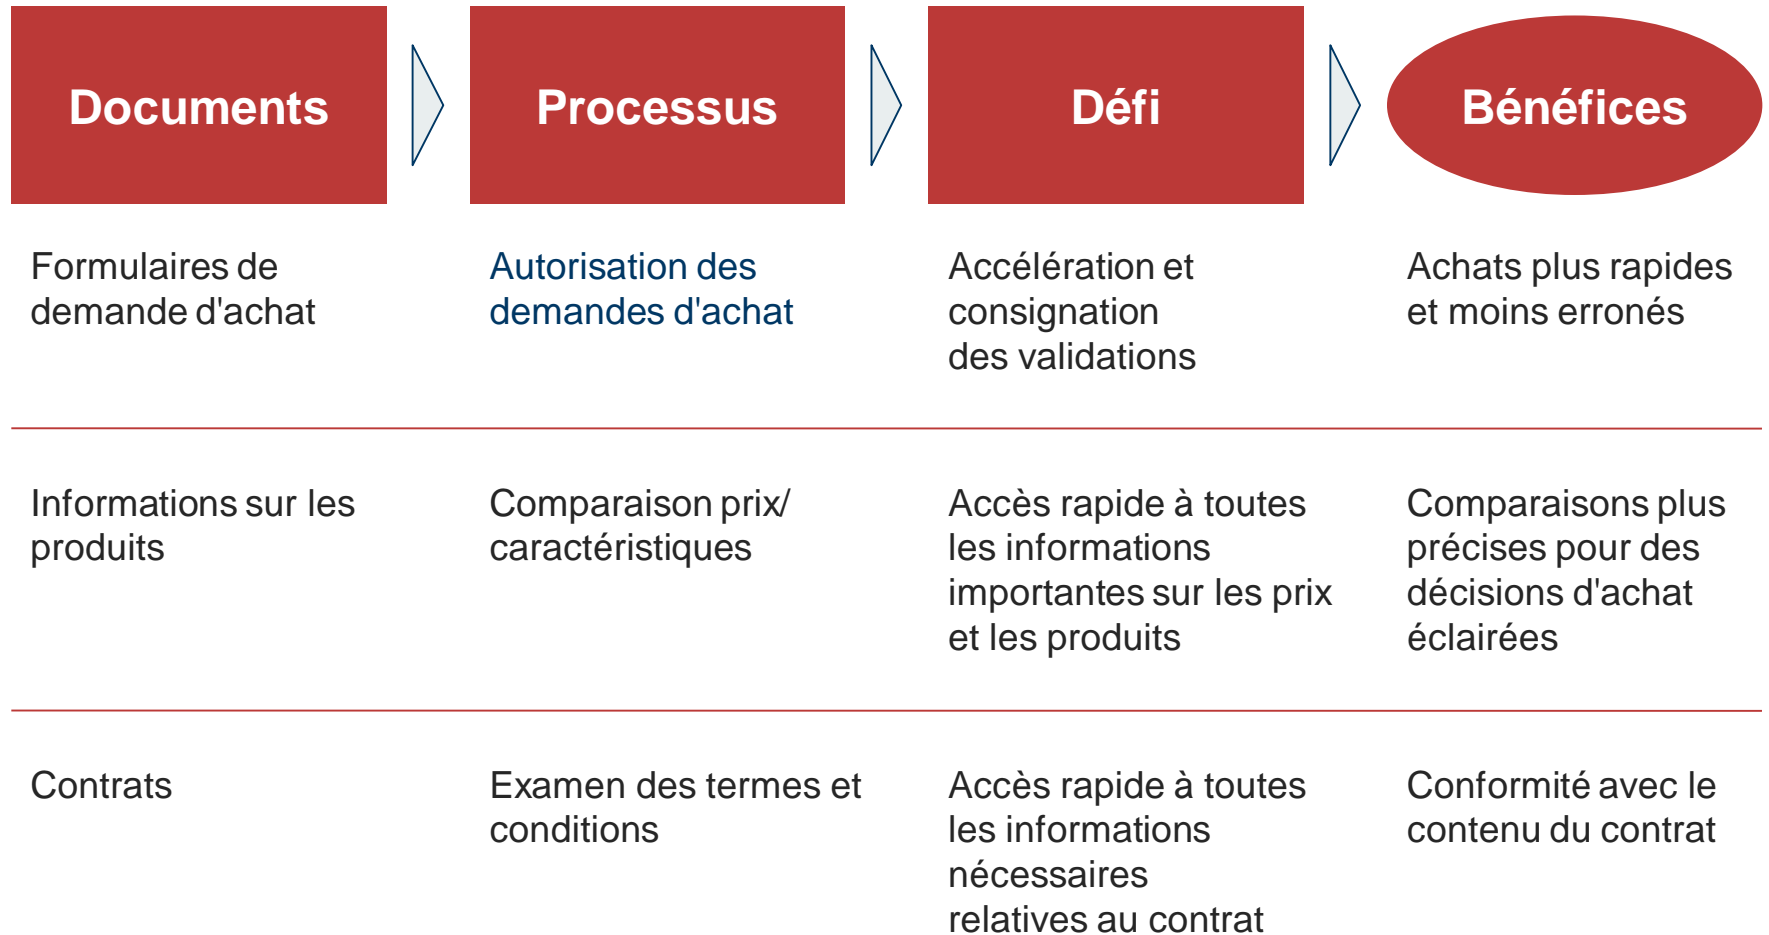 Documents
Processus
Défi
Bénéfices
Formulaires de
demande d'achat
Autorisation des
demandes d'achat
Accélération et
consignation
des validations
Achats plus rapides
et moins erronés
Informations sur les
produits
Comparaison prix/
caractéristiques
Accès rapide à toutes
les informations
importantes sur les prix
et les produits
Comparaisons plus
précises pour des
décisions d'achat
éclairées
Contrats
Examen des termes et
conditions
Accès rapide à toutes
les informations
nécessaires
relatives au contrat
Conformité avec le
contenu du contrat